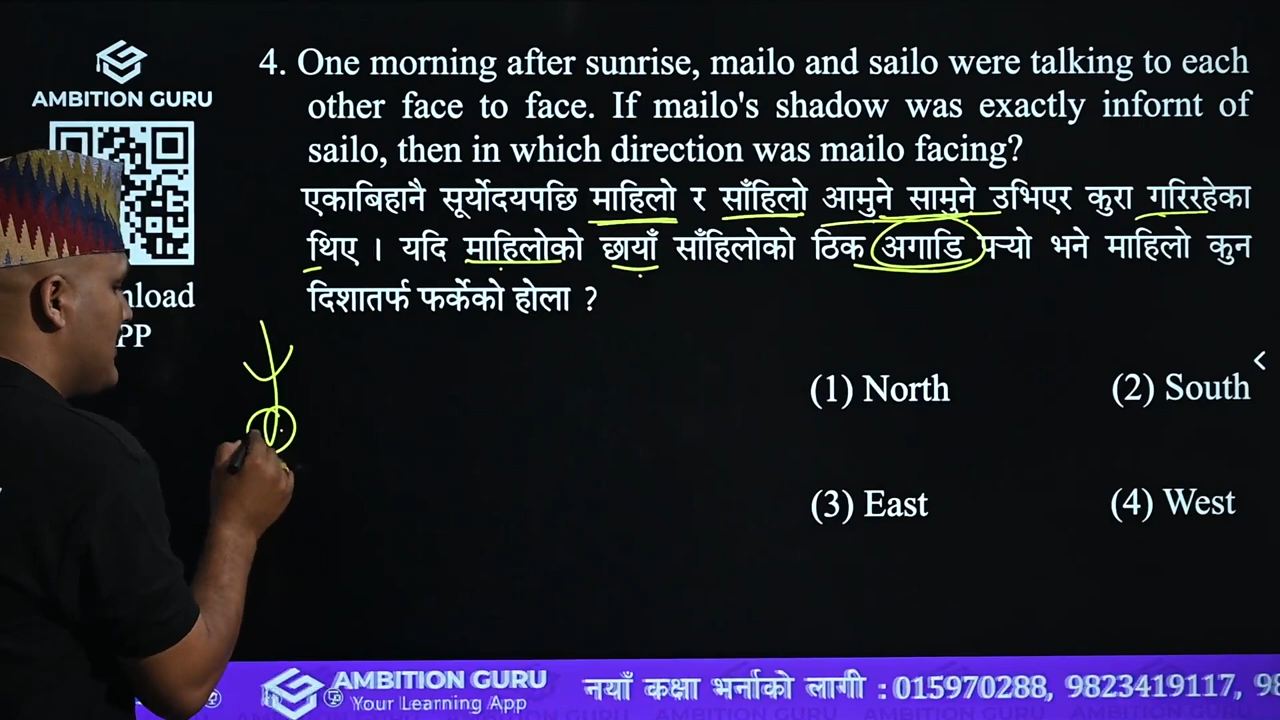 AMBITION GURU
4. One morning after sunrise, mailo and sailo were talking to each
other face to face. If mailo's shadow was exactly infornt of
sailo, then in which direction was mailo facing?
एकाबिहानै सूर्योदयपछि माहिलो र साँहिलो आमुने सामुने उभिएर कुरा गरिरहेका
थिए । यदि माहिलोको छायाँ साँहिलोको ठिक अगाडि पर्‍यो भने माहिलो कुन
दिशातर्फ फर्केको होला ?
nload
PP
(1) North (2) South
(3) East (4) West
AMBITION GURU
Your Learning App
नयाँ कक्षा भर्नाको लागी : 015970288, 9823419117, 98